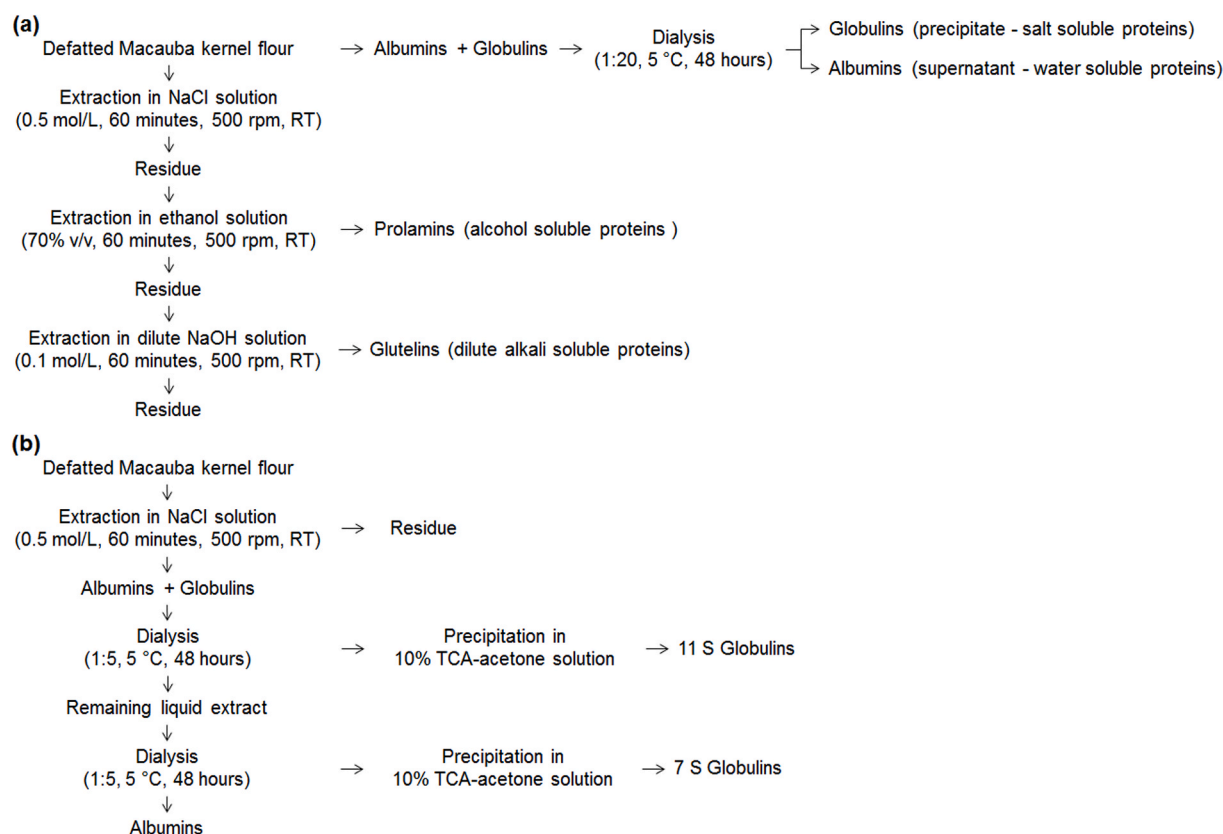 (a)
Defatted Macauba kernel flour → Albumins + Globulins → Dialysis
(1:20, 5 °C, 48 hours)
Globulins (precipitate - salt soluble proteins)
Albumins (supernatant - water soluble proteins)
↓
Extraction in NaCl solution
(0.5 mol/L, 60 minutes, 500 rpm, RT)
↓
Residue
↓
Extraction in ethanol solution
(70% v/v, 60 minutes, 500 rpm, RT) → Prolamins (alcohol soluble proteins )
↓
Residue
↓
Extraction in dilute NaOH solution
(0.1 mol/L, 60 minutes, 500 rpm, RT) → Glutelins (dilute alkali soluble proteins)
↓
Residue
(b)
Defatted Macauba kernel flour
↓
Extraction in NaCl solution
(0.5 mol/L, 60 minutes, 500 rpm, RT) → Residue
↓
Albumins + Globulins
↓
Dialysis
(1:5, 5 °C, 48 hours) → Precipitation in
10% TCA-acetone solution → 11 S Globulins
↓
Remaining liquid extract
↓
Dialysis
(1:5, 5 °C, 48 hours) → Precipitation in
10% TCA-acetone solution → 7 S Globulins
↓
Albumins